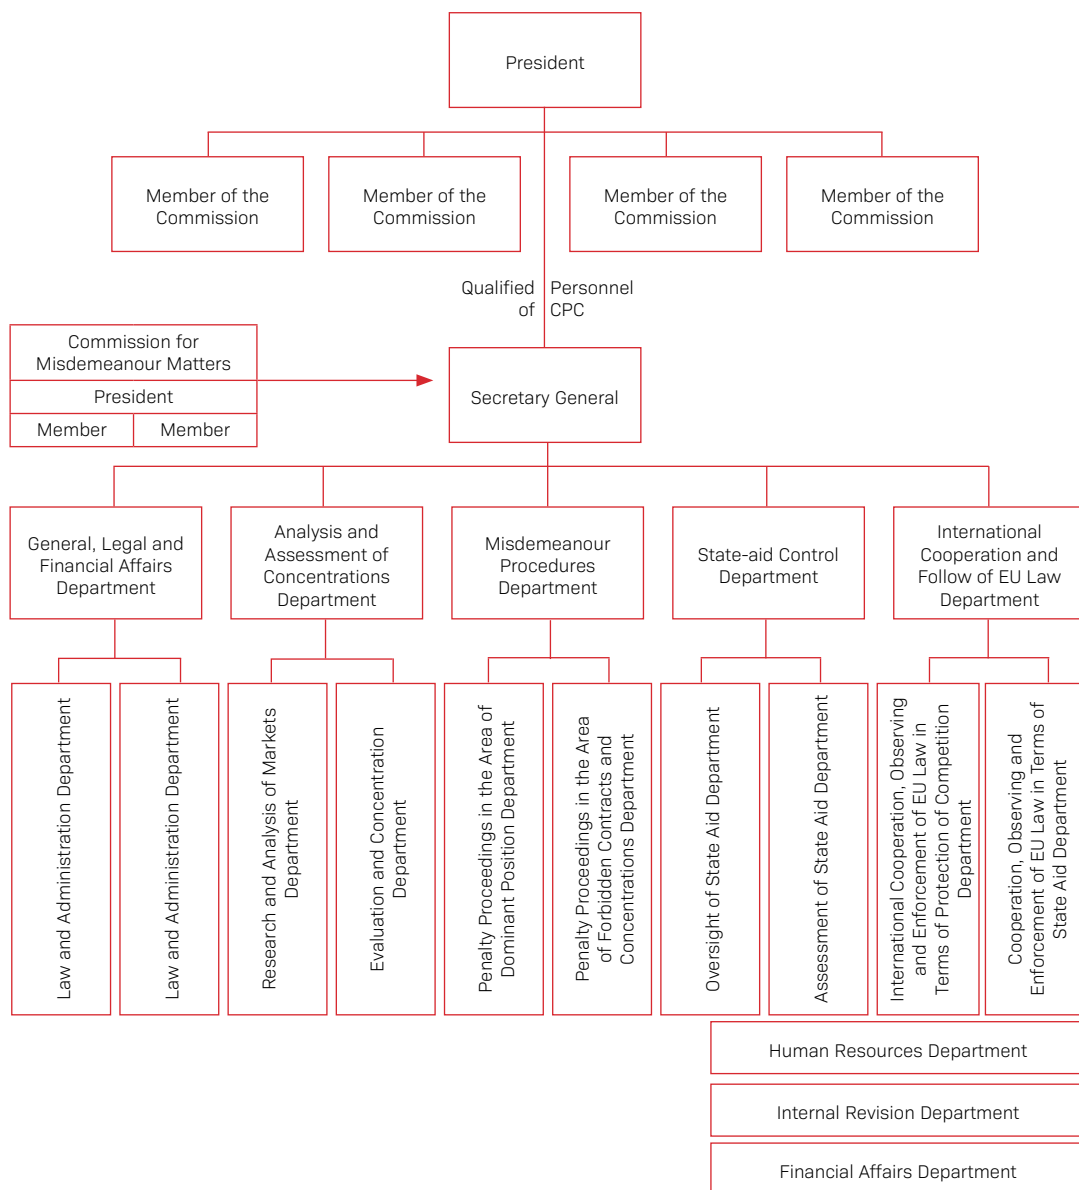 President
Member of the
Commission
Member of the
Commission
Member of the
Commission
Member of the
Commission
Qualified Personnel
of CPC
Commission for
Misdemeanour Matters
President
Member Member
Secretary General
General, Legal and
Financial Affairs
Department
Analysis and
Assessment of
Concentrations
Department
Misdemeanour
Procedures
Department
State-aid Control
Department
International
Cooperation and
Follow of EU Law
Department
Law and Administration Department
Law and Administration Department
Research and Analysis of Markets
Department
Evaluation and Concentration
Department
Penalty Proceedings in the Area of
Dominant Position Department
Penalty Proceedings in the Area
of Forbidden Contracts and
Concentrations Department
Oversight of State Aid Department
Assessment of State Aid Department
International Cooperation, Observing
and Enforcement of EU Law in
Terms of Protection of Competition
Department
Cooperation, Observing and
Enforcement of EU Law in Terms of
State Aid Department
Human Resources Department
Internal Revision Department
Financial Affairs Department